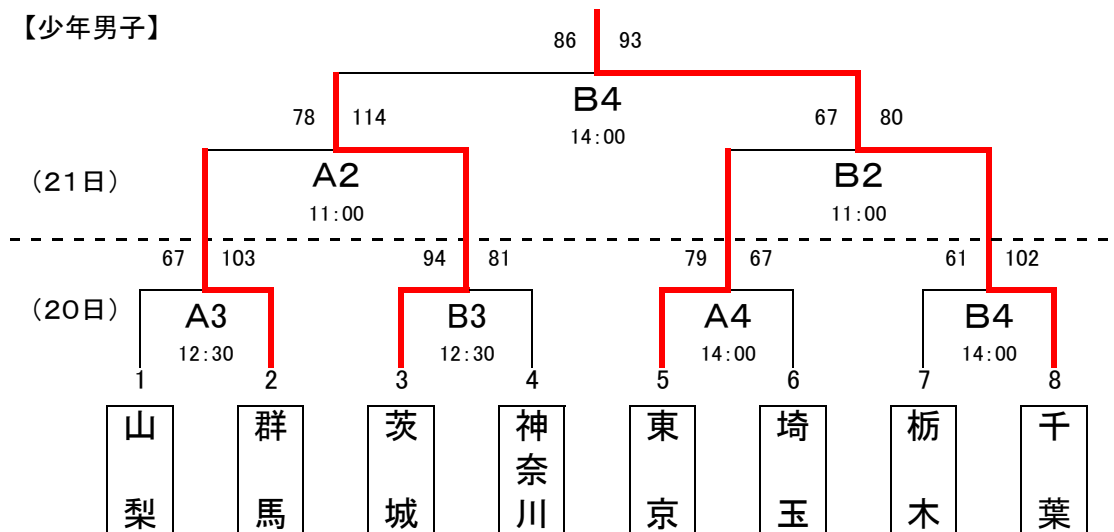 【少年男子】
86 93
B4
14:00
78 114 67 80
(21日) A2 B2
11:00 11:00
67 103 94 81 79 67 61 102
(20日) A3 B3 A4 B4
12:30 12:30 14:00 14:00
1 2 3 4 5 6 7 8
山梨 群馬 茨城 神奈川 東京 埼玉 栃木 千葉